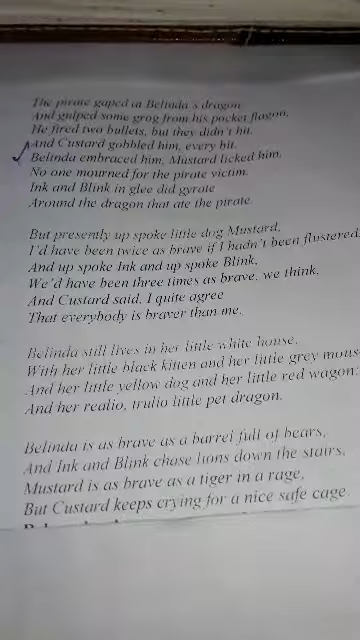 The pirate gaped at Belinda's dragon
And gulped some grog from his pocket flagon,
He fired two bullets, but they didn't hit.
And Custard gobbled him, every bit.
Belinda embraced him, Mustard licked him,
No one mourned for the pirate victim.
Ink and Blink in glee did gyrate
Around the dragon that ate the pirate.
But presently up spoke little dog Mustard,
I'd have been twice as brave if I hadn't been flustered.
And up spoke Ink and up spoke Blink,
We'd have been three times as brave, we think,
And Custard said, I quite agree
That everybody is braver than me.
Belinda still lives in her little white house,
With her little black kitten and her little grey mous
And her little yellow dog and her little red wagon;
And her realio, trulio little pet dragon.
Belinda is as brave as a barrel full of bears,
And Ink and Blink chase lions down the stairs,
Mustard is as brave as a tiger in a rage,
But Custard keeps crying for a nice safe cage.